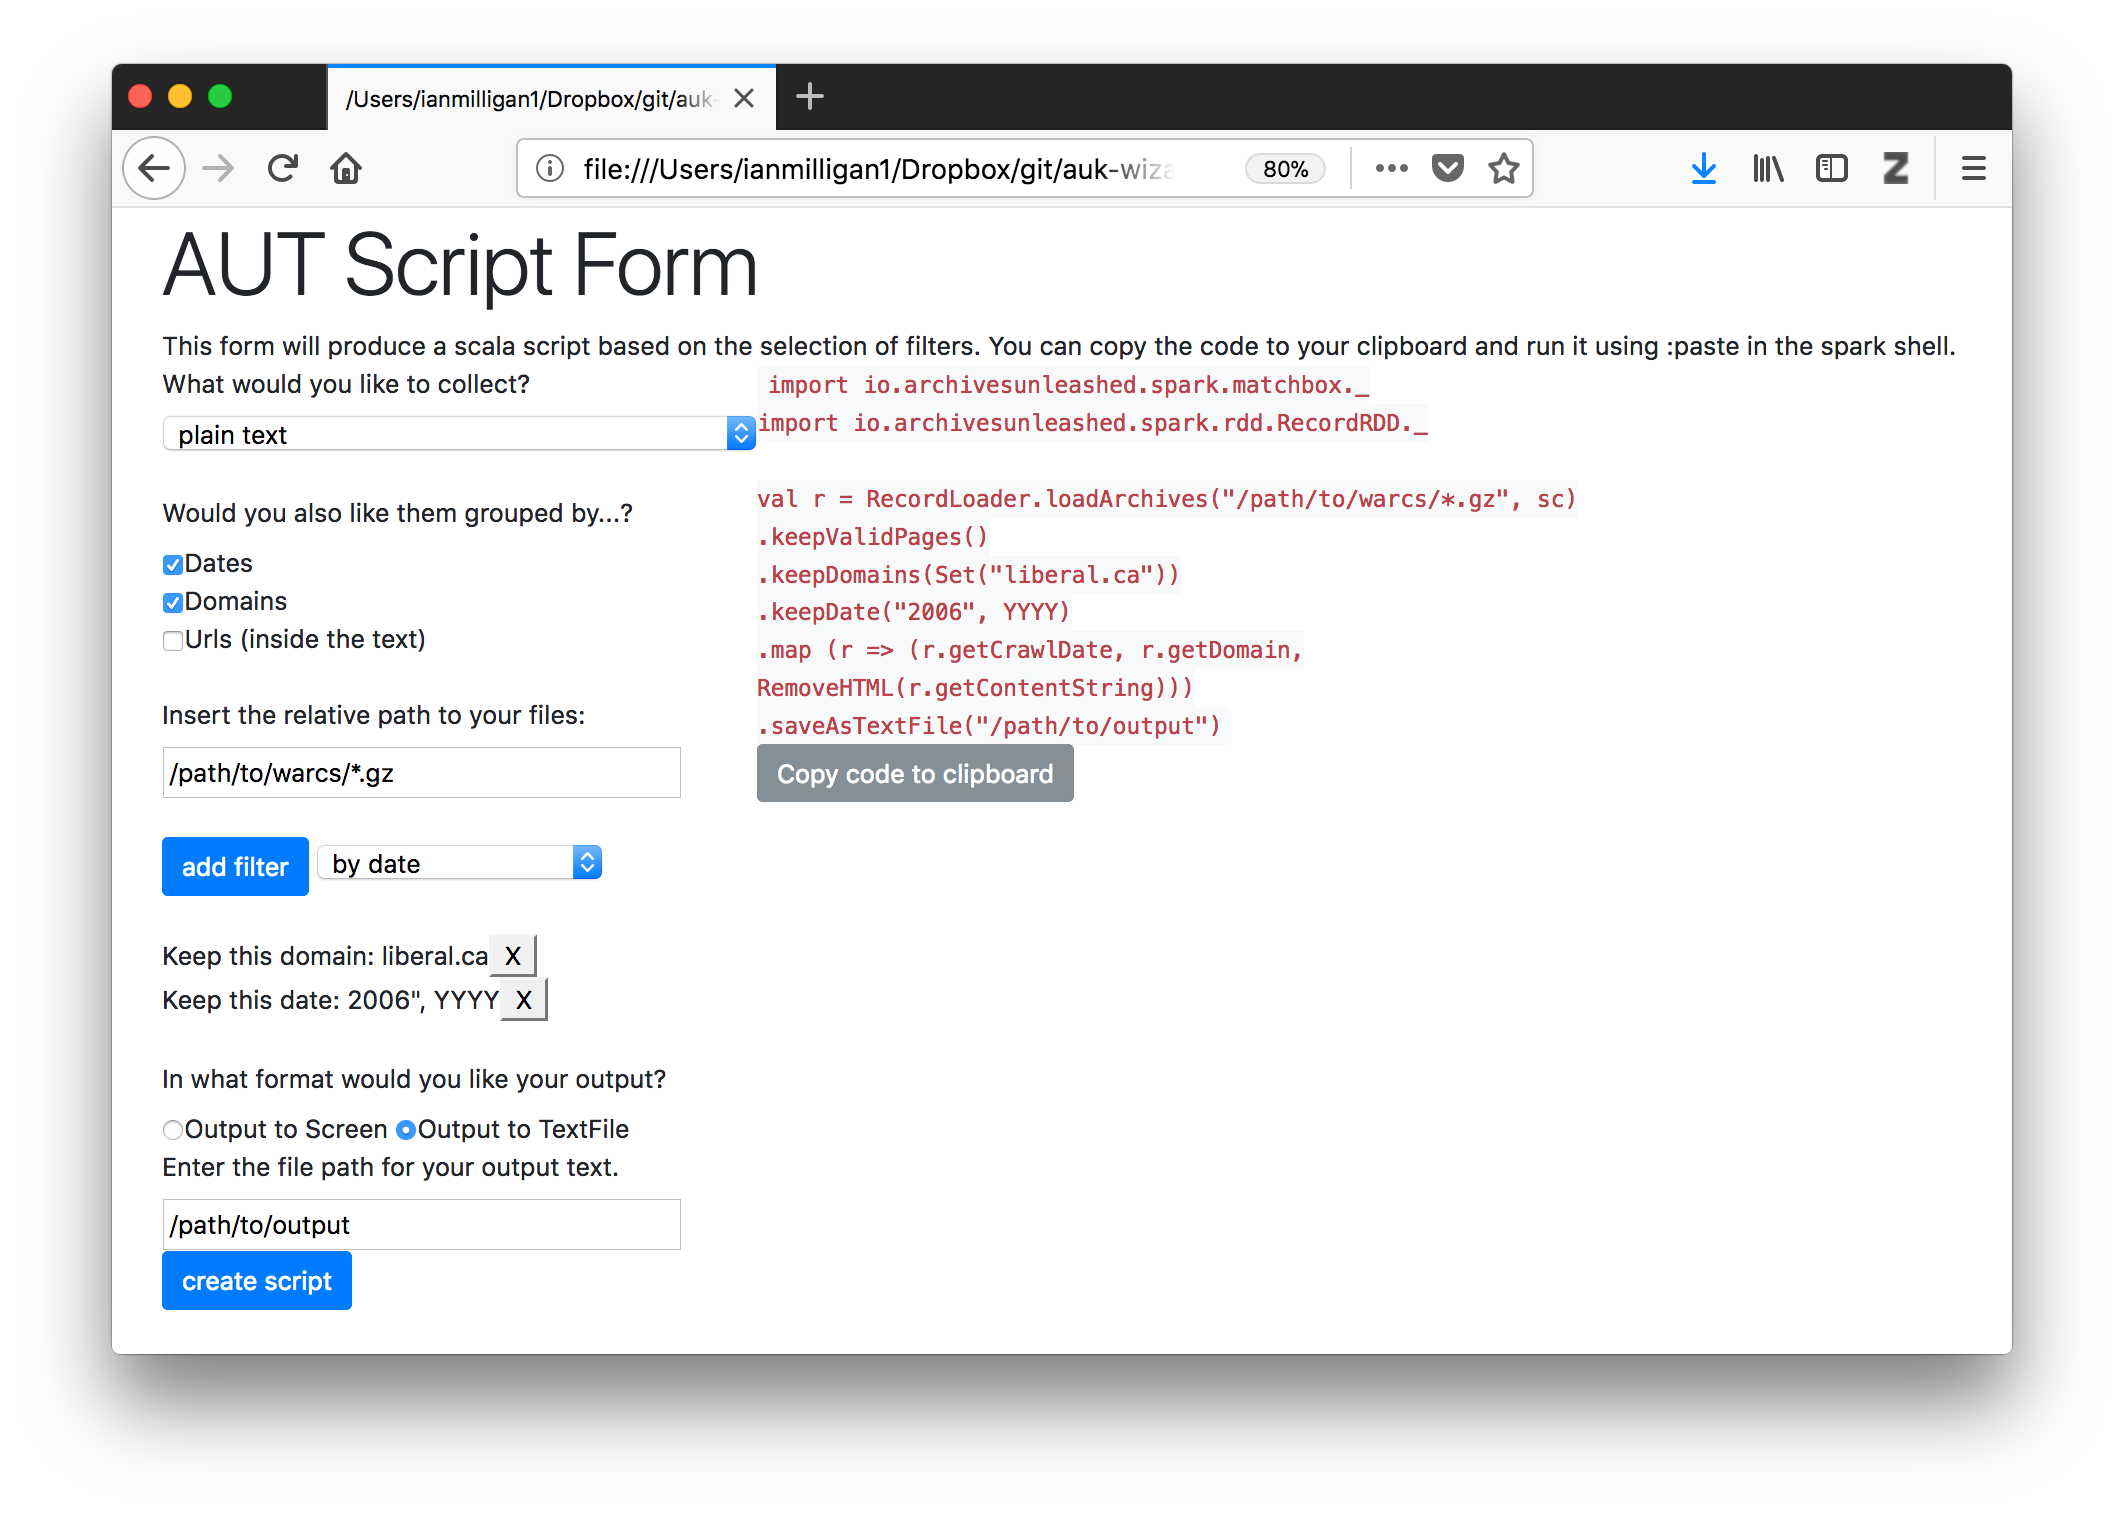 /Users/ianmilligan1/Dropbox/git/auk-
file:///Users/ianmilligan1/Dropbox/git/auk-wiza
80%
AUT Script Form
This form will produce a scala script based on the selection of filters. You can copy the code to your clipboard and run it using :paste in the spark shell.
What would you like to collect?
plain text
Would you also like them grouped by...?
Dates
Domains
Urls (inside the text)
Insert the relative path to your files:
/path/to/warcs/*.gz
add filter by date
Keep this domain: liberal.ca X
Keep this date: 2006", YYYY X
In what format would you like your output?
Output to Screen Output to TextFile
Enter the file path for your output text.
/path/to/output
create script
import io.archivesunleashed.spark.matchbox._
import io.archivesunleashed.spark.rdd.RecordRDD._
val r = RecordLoader.loadArchives("/path/to/warcs/*.gz", sc)
.keepValidPages()
.keepDomains(Set("liberal.ca"))
.keepDate("2006", YYYY)
.map (r => (r.getCrawlDate, r.getDomain,
RemoveHTML(r.getContentString)))
.saveAsTextFile("/path/to/output")
Copy code to clipboard